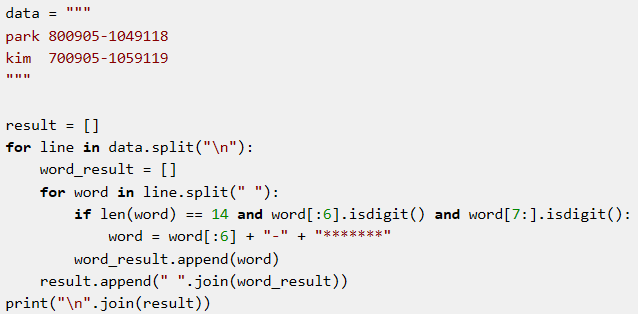 data = """
park 800905-1049118
kim  700905-1059119
"""

result = []
for line in data.split("\n"):
    word_result = []
    for word in line.split(" "):
        if len(word) == 14 and word[:6].isdigit() and word[7:].isdigit():
            word = word[:6] + "-" + "*******"
        word_result.append(word)
    result.append(" ".join(word_result))
print("\n".join(result))